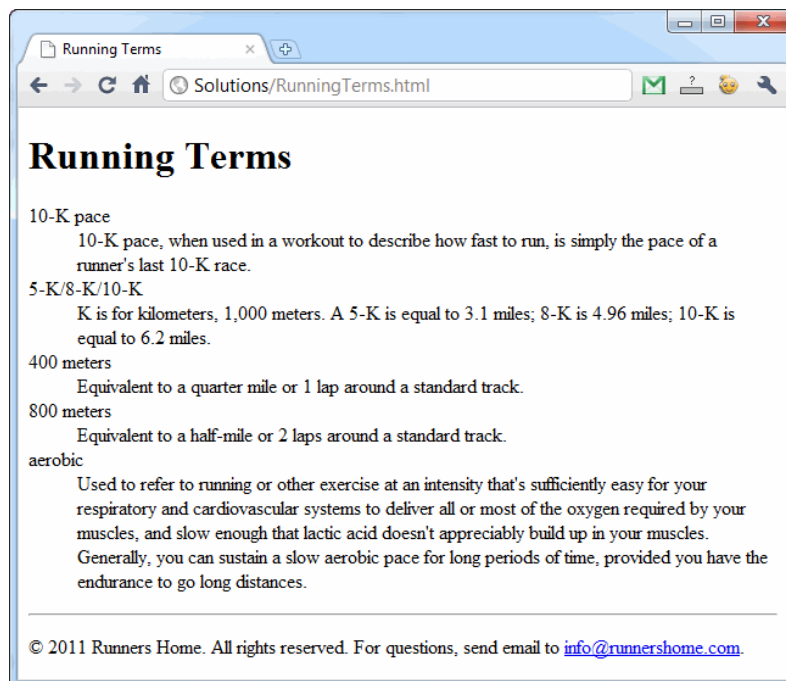 Running Terms
Solutions/RunningTerms.html
?
Running Terms
10-K pace
10-K pace, when used in a workout to describe how fast to run, is simply the pace of a
runner's last 10-K race.
5-K/8-K/10-K
K is for kilometers, 1,000 meters. A 5-K is equal to 3.1 miles; 8-K is 4.96 miles; 10-K is
equal to 6.2 miles.
400 meters
Equivalent to a quarter mile or 1 lap around a standard track.
800 meters
Equivalent to a half-mile or 2 laps around a standard track.
aerobic
Used to refer to running or other exercise at an intensity that's sufficiently easy for your
respiratory and cardiovascular systems to deliver all or most of the oxygen required by your
muscles, and slow enough that lactic acid doesn't appreciably build up in your muscles.
Generally, you can sustain a slow aerobic pace for long periods of time, provided you have the
endurance to go long distances.
© 2011 Runners Home. All rights reserved. For questions, send email to info@runnershome.com.